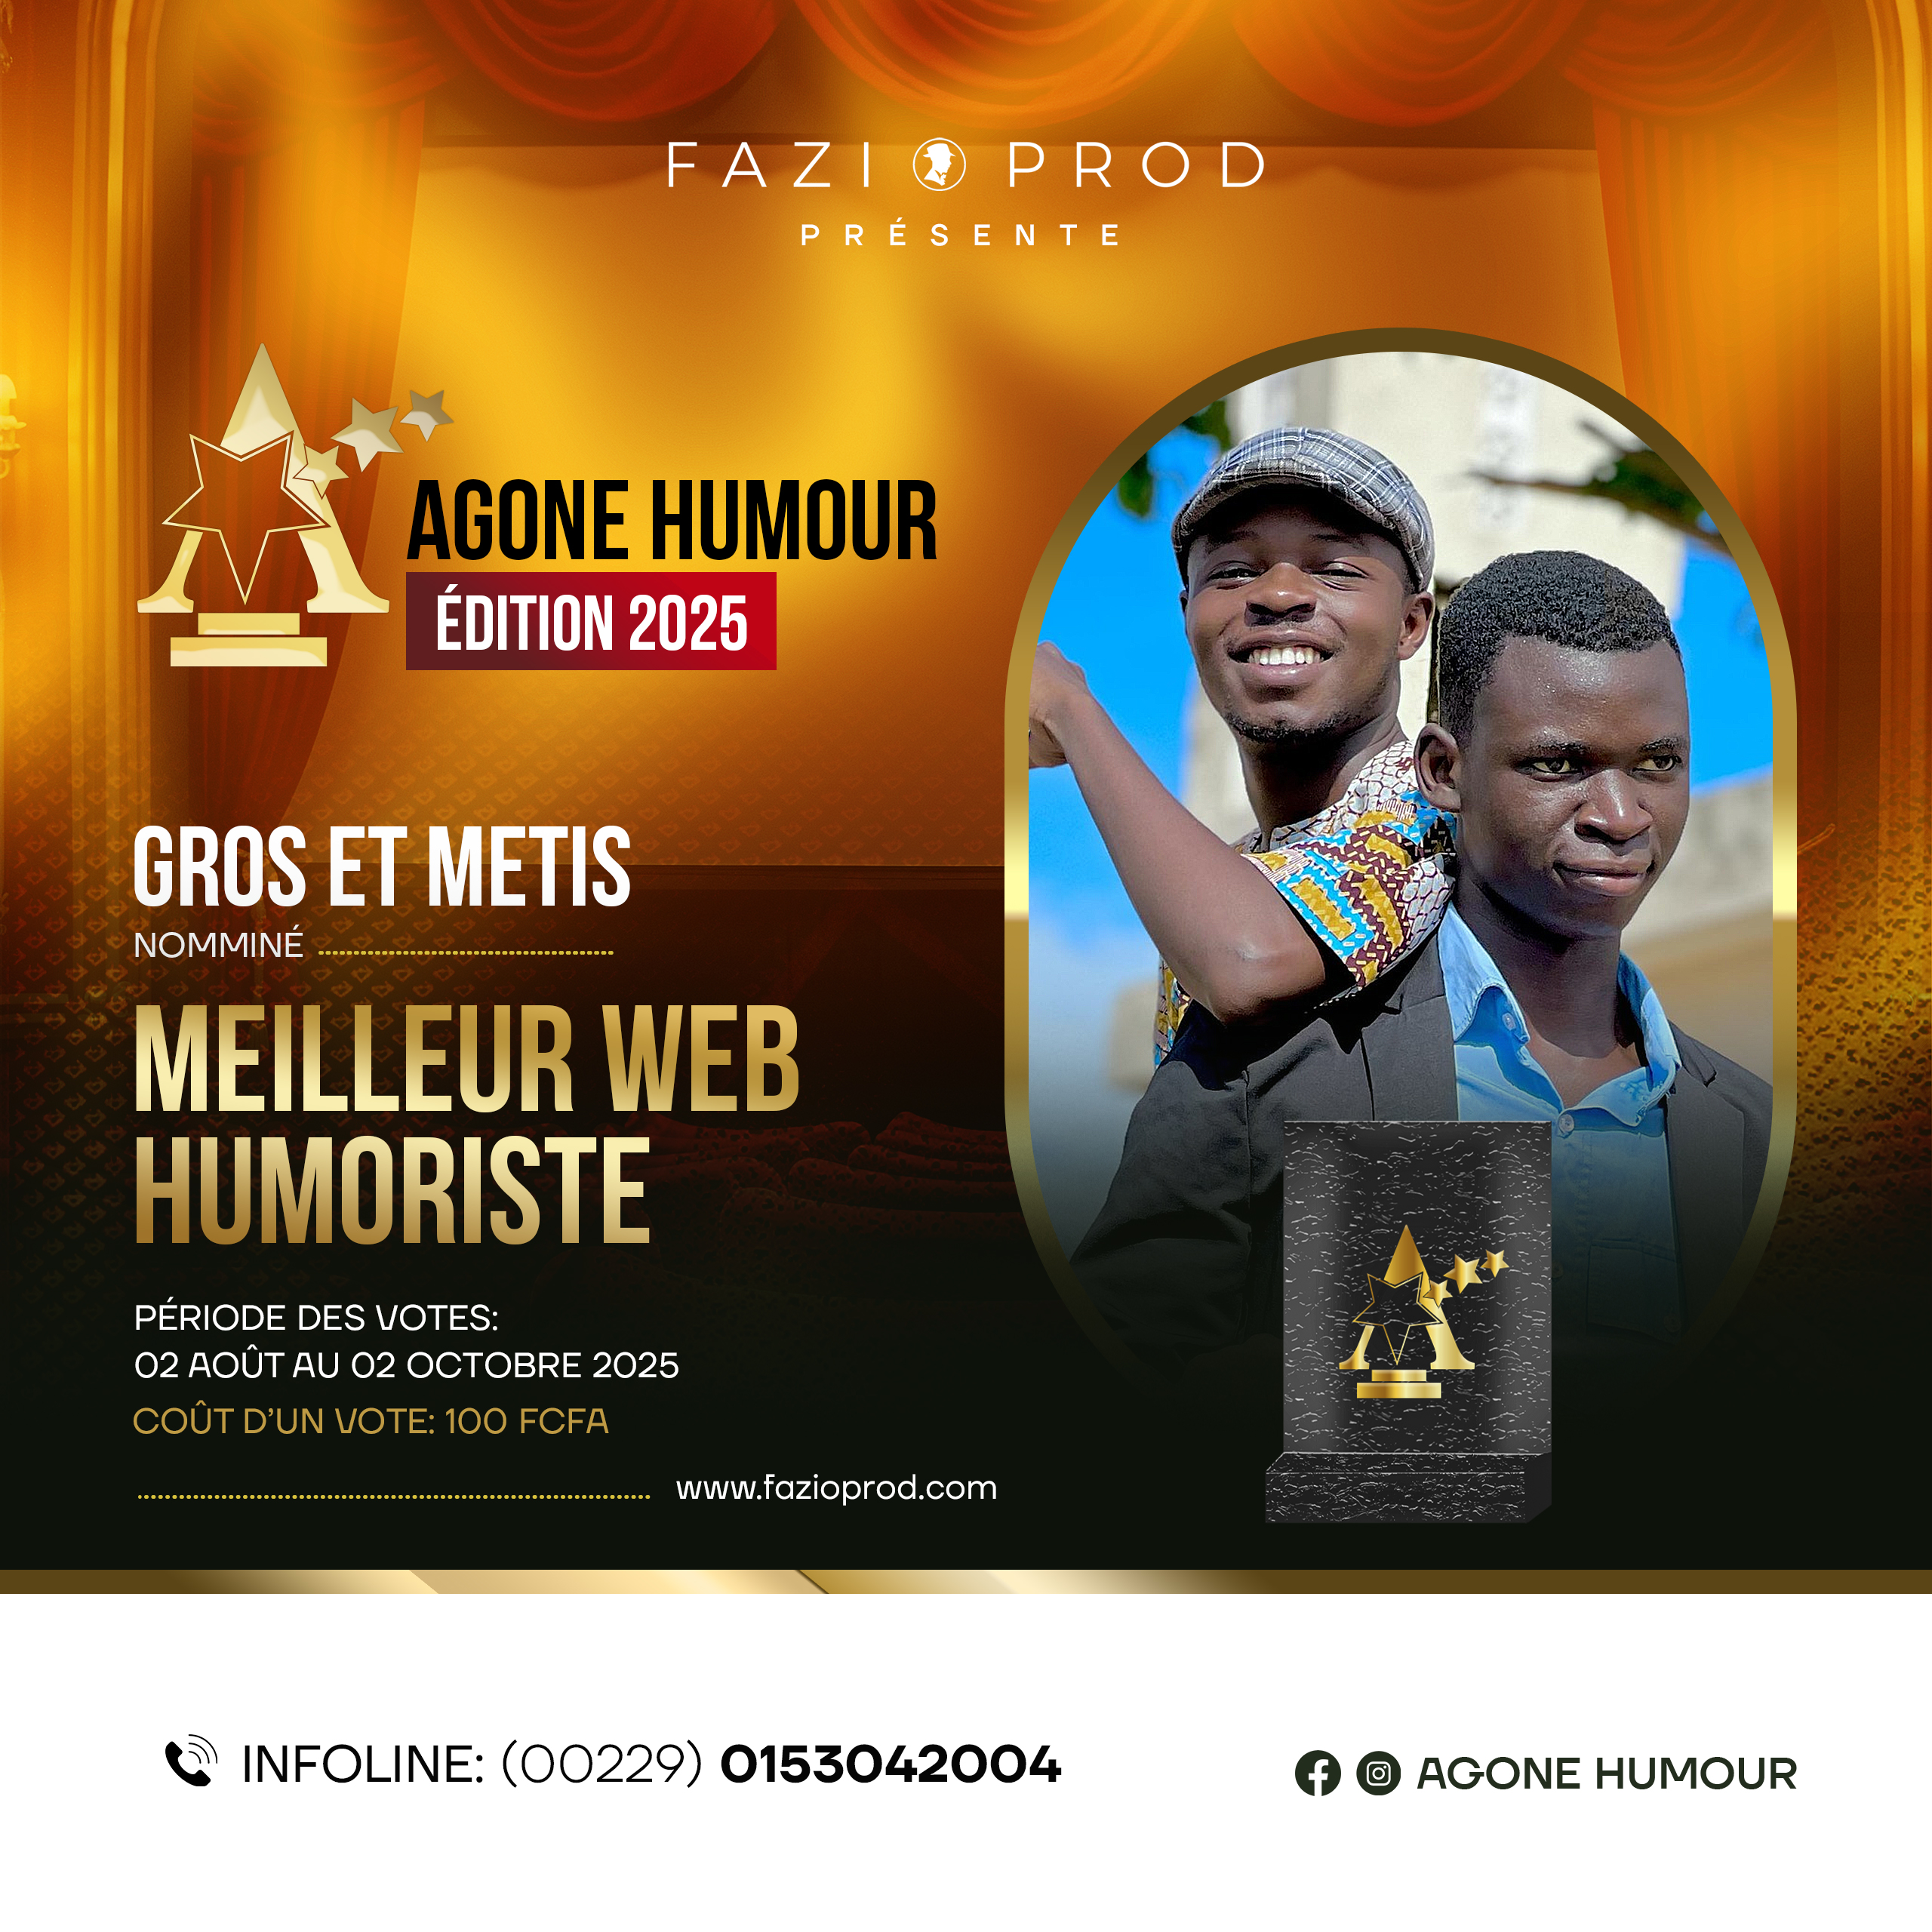 FAZI PROD
PRÉSENTE
AGONE HUMOUR
ÉDITION 2025
GROS ET METIS
NOMMINÉ
MEILLEUR WEB
HUMORISTE
PÉRIODE DES VOTES:
02 AOÛT AU 02 OCTOBRE 2025
COÛT D'UN VOTE: 100 FCFA
www.fazioprod.com
INFOLINE: (00229) 0153042004
AGONE HUMOUR